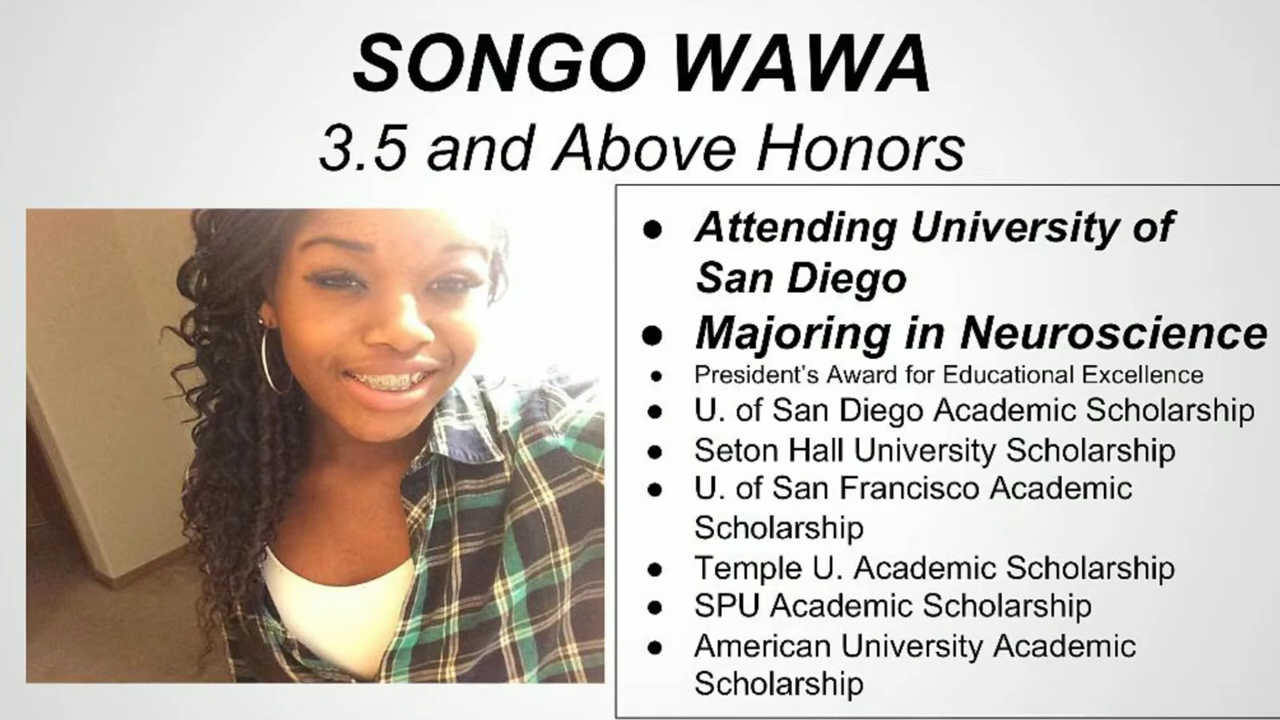 SONGO WAWA
3.5 and Above Honors
● Attending University of
San Diego
● Majoring in Neuroscience
● President's Award for Educational Excellence
● U. of San Diego Academic Scholarship
● Seton Hall University Scholarship
● U. of San Francisco Academic
Scholarship
● Temple U. Academic Scholarship
● SPU Academic Scholarship
● American University Academic
Scholarship